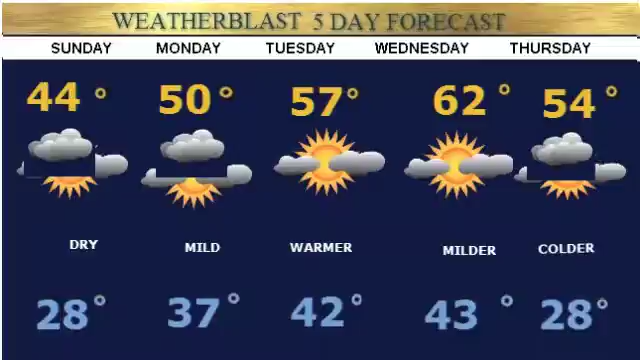 WEATHERBLAST 5 DAY FORECAST
SUNDAY MONDAY TUESDAY WEDNESDAY THURSDAY
44° 50° 57° 62° 54°
DRY MILD WARMER MILDER COLDER
28° 37° 42° 43° 28°